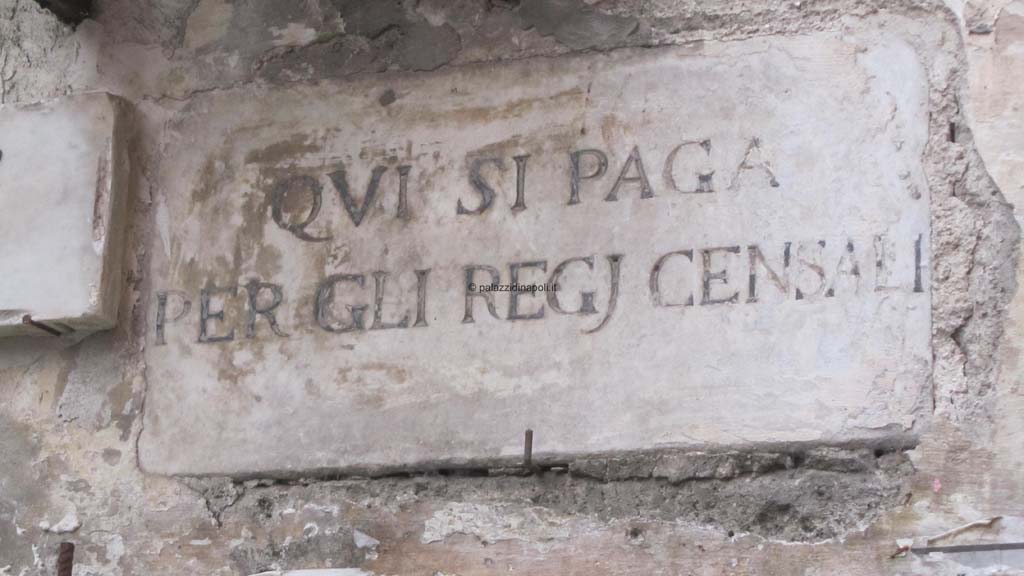 QVI SI PAGA
PER GLI REGJ CENSALI
© palazzidinapoli.it